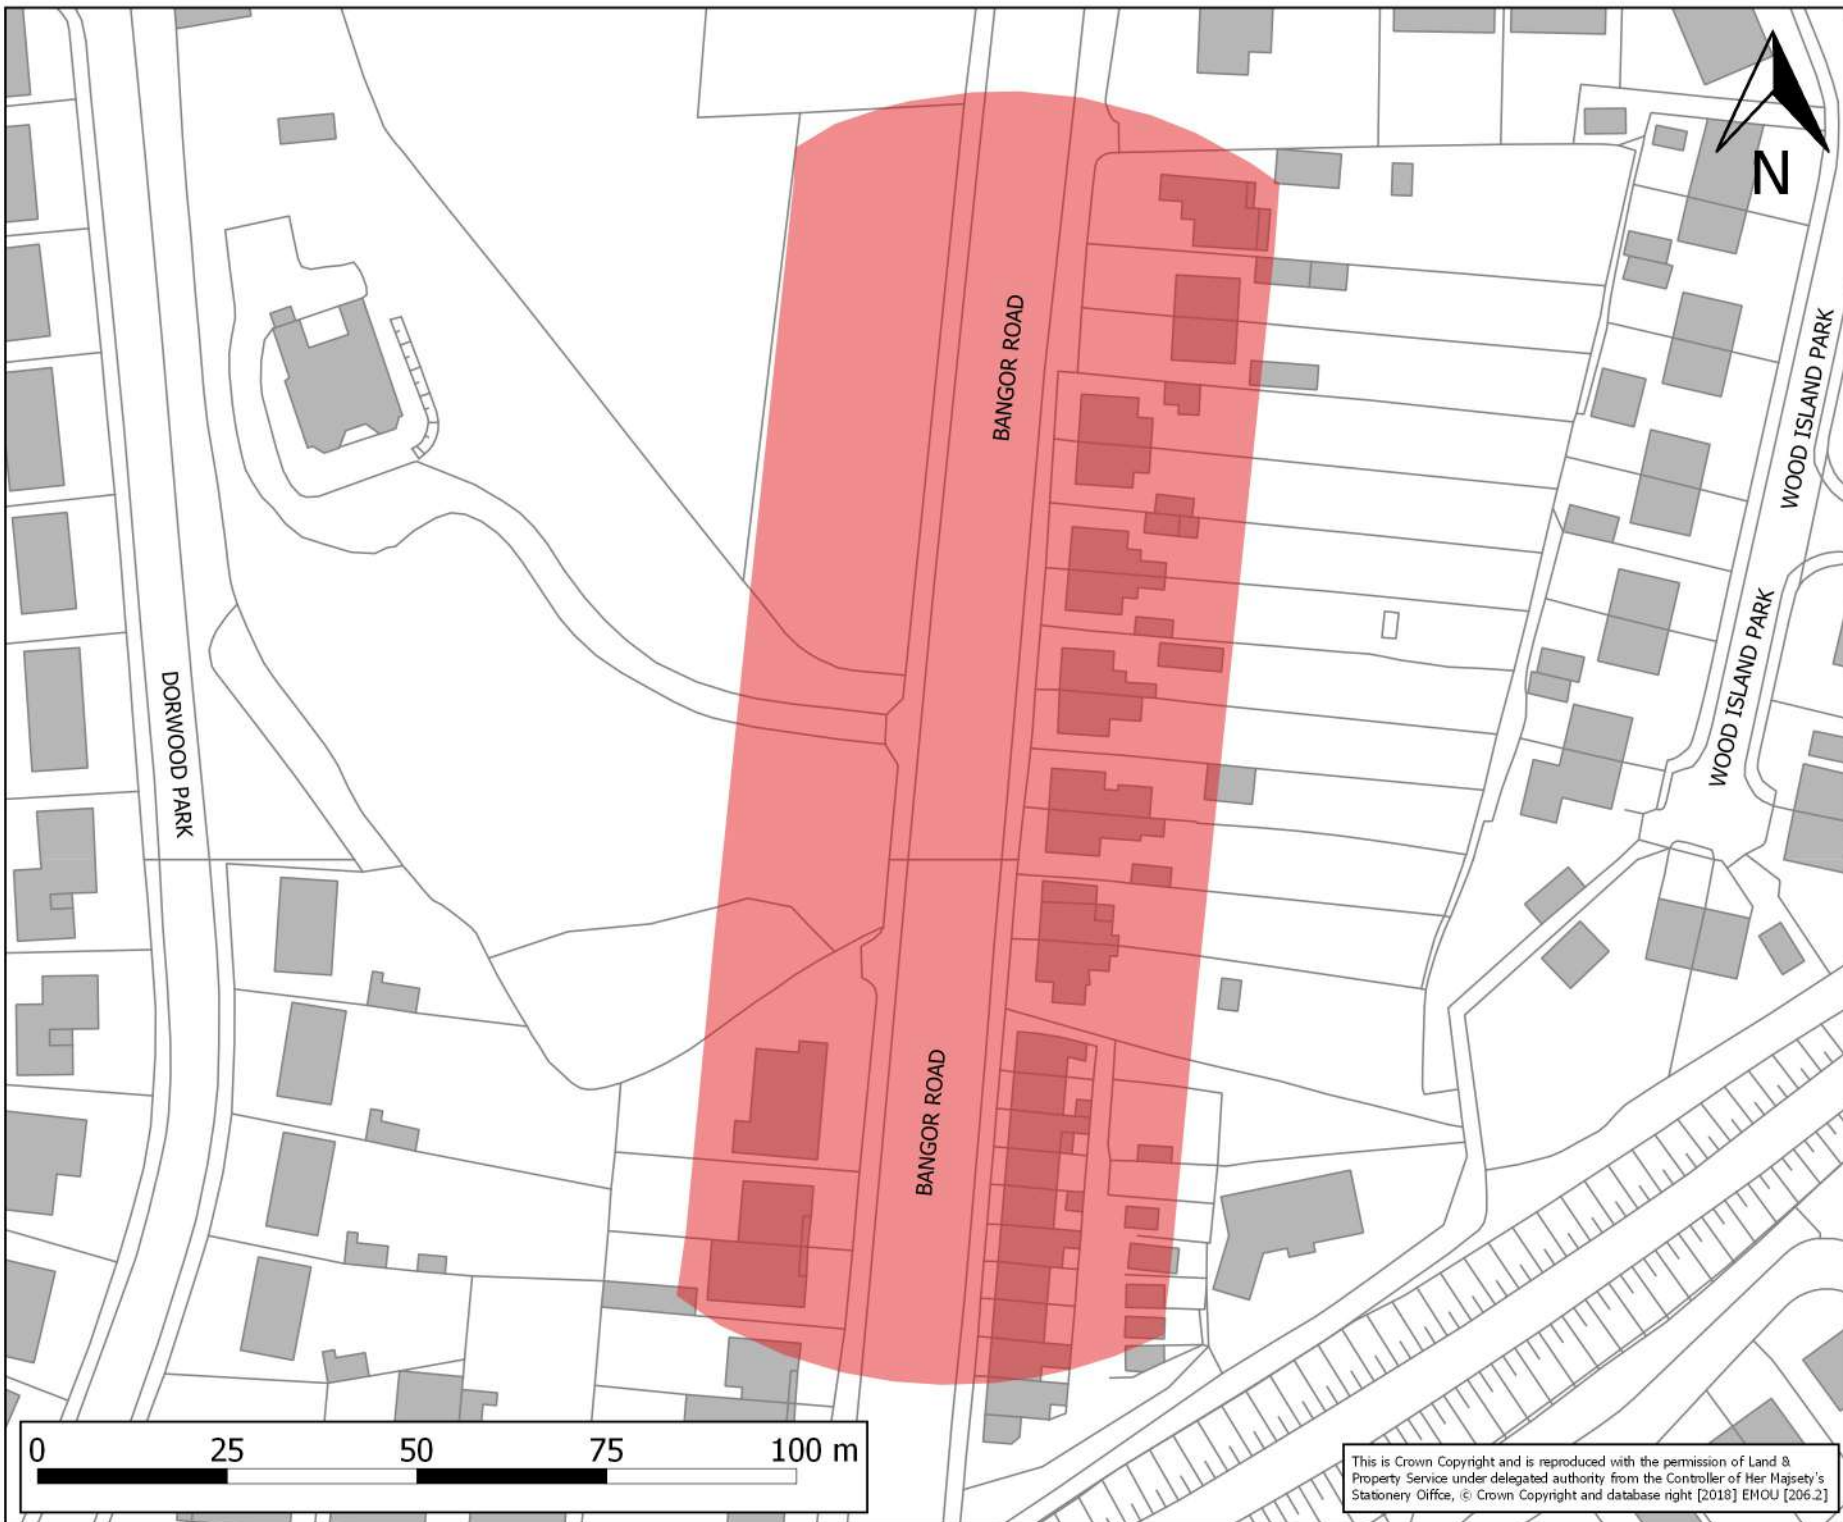 N
BANGOR ROAD
WOOD ISLAND PARK
WOOD ISLAND PARK
DORWOOD PARK
BANGOR ROAD
0 25 50 75 100 m
This is Crown Copyright and is reproduced with the permission of Land &
Property Service under delegated authority from the Controller of Her Majsety's
Stationery Oiffce, © Crown Copyright and database right [2018] EMOU [206.2]